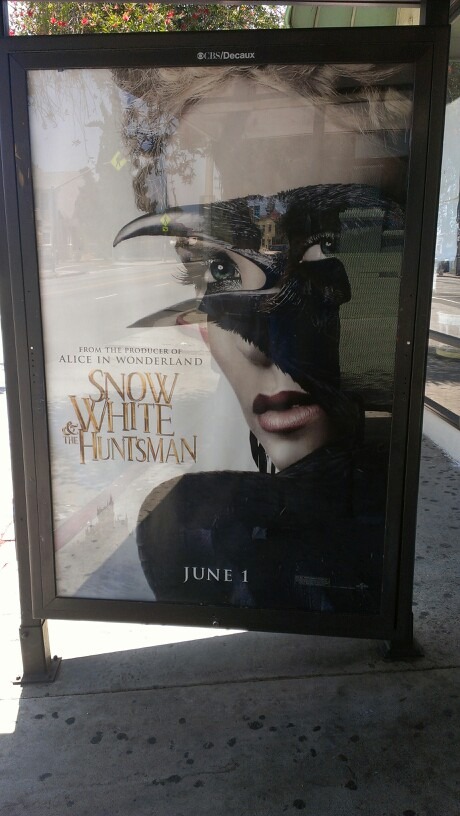 CBS/Decaux
FROM THE PRODUCER OF
ALICE IN WONDERLAND
SNOW
WHITE
& THE HUNTSMAN
JUNE 1